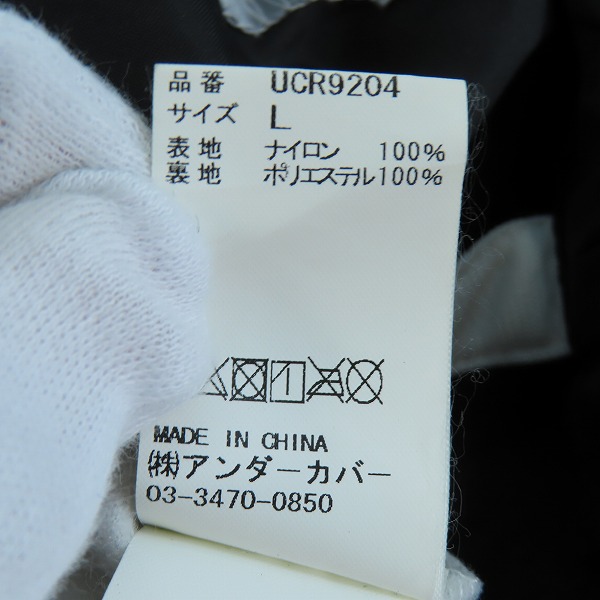 品番 UCR9204
サイズ L
表地 ナイロン 100%
裏地 ポリエステル100%
MADE IN CHINA
(株)アンダーカバー
03-3470-0850